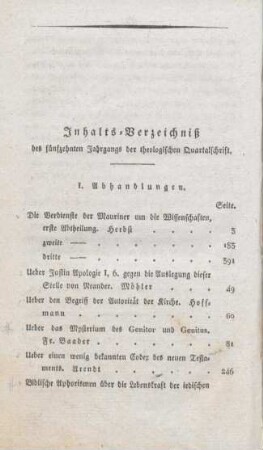 Inhalts-Verzeichniß
des fünfzehnten Jahrgangs der theologischen Quartalschrift.
I. Abhandlungen.
Seite.
Die Verdienste der Mauriner um die Wissenschaften,
erste Abtheilung. Herbst . . . . 3
zweite — — . . . . 183
dritte — — . . . . 391
Ueber Justin Apologie I, 6. gegen die Auslegung dieser
Stelle von Neander. Möhler . . . 49
Ueber den Begriff der Autorität der Kirche. Hoff-
mann . . . . . . 60
Ueber das Mysterium des Genitor und Genitus.
Fr. Baader . . . . . 81
Ueber einen wenig bekannten Codex des neuen Testa-
ments. Arendt . . . . . 246
Biblische Aphorismen über die Lebenskraft der irdischen